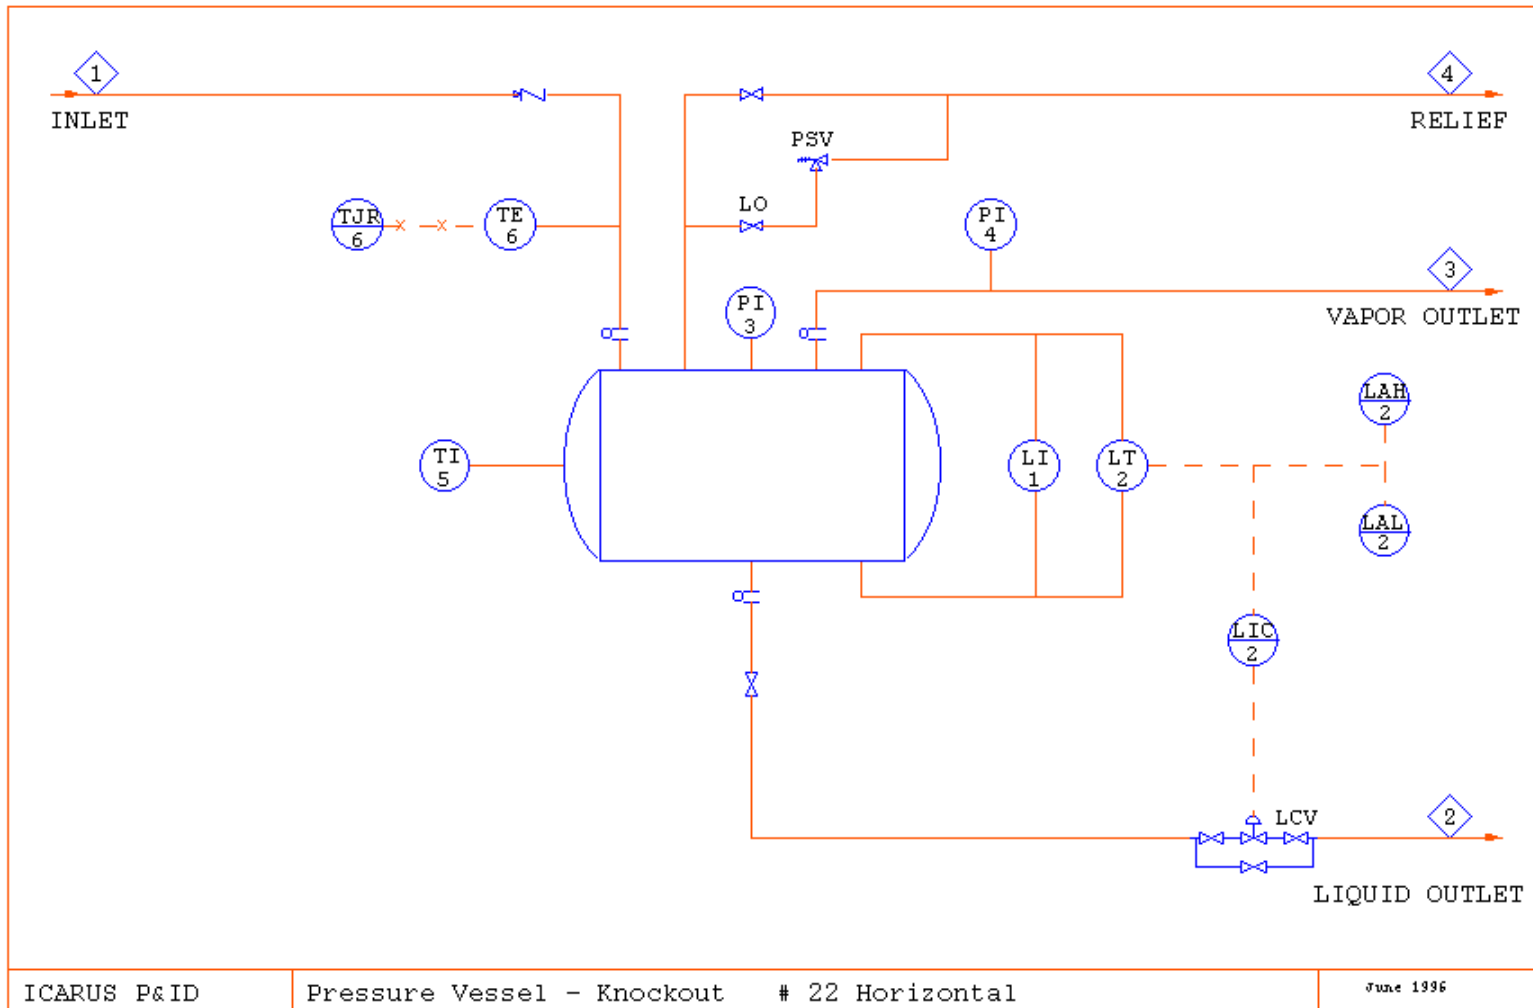 1
4
INLET
RELIEF
PSV
TJR
6
TE
6
LO
PI
4
3
PI
3
VAPOR OUTLET
LAH
2
TI
5
LI
1
LT
2
LAL
2
LIC
2
LCV
2
LIQUID OUTLET
ICARUS P&ID
Pressure Vessel - Knockout # 22 Horizontal
June 1996